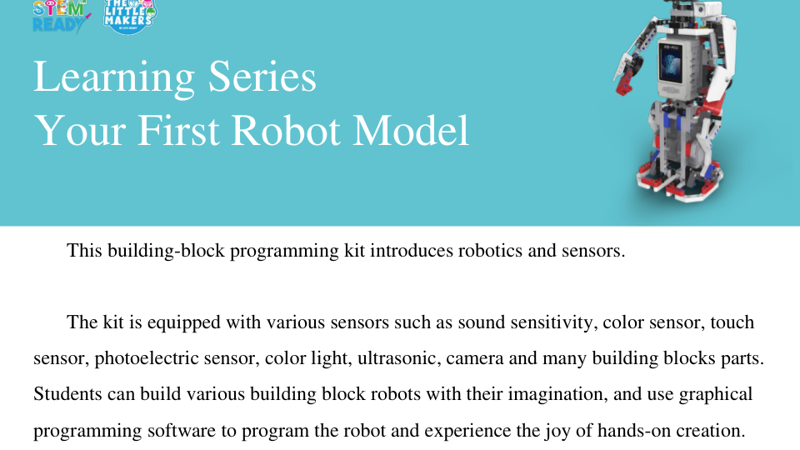 STEM
READY
THE
LITTLE
MAKERS
Learning Series
Your First Robot Model
This building-block programming kit introduces robotics and sensors.
The kit is equipped with various sensors such as sound sensitivity, color sensor, touch
sensor, photoelectric sensor, color light, ultrasonic, camera and many building blocks parts.
Students can build various building block robots with their imagination, and use graphical
programming software to program the robot and experience the joy of hands-on creation.